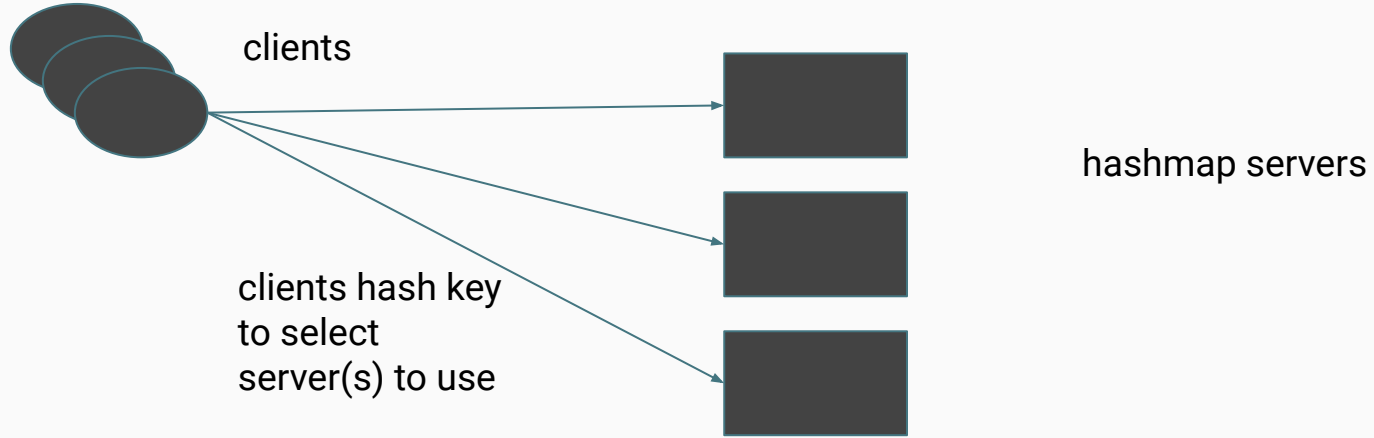 clients
hashmap servers
clients hash key
to select
server(s) to use